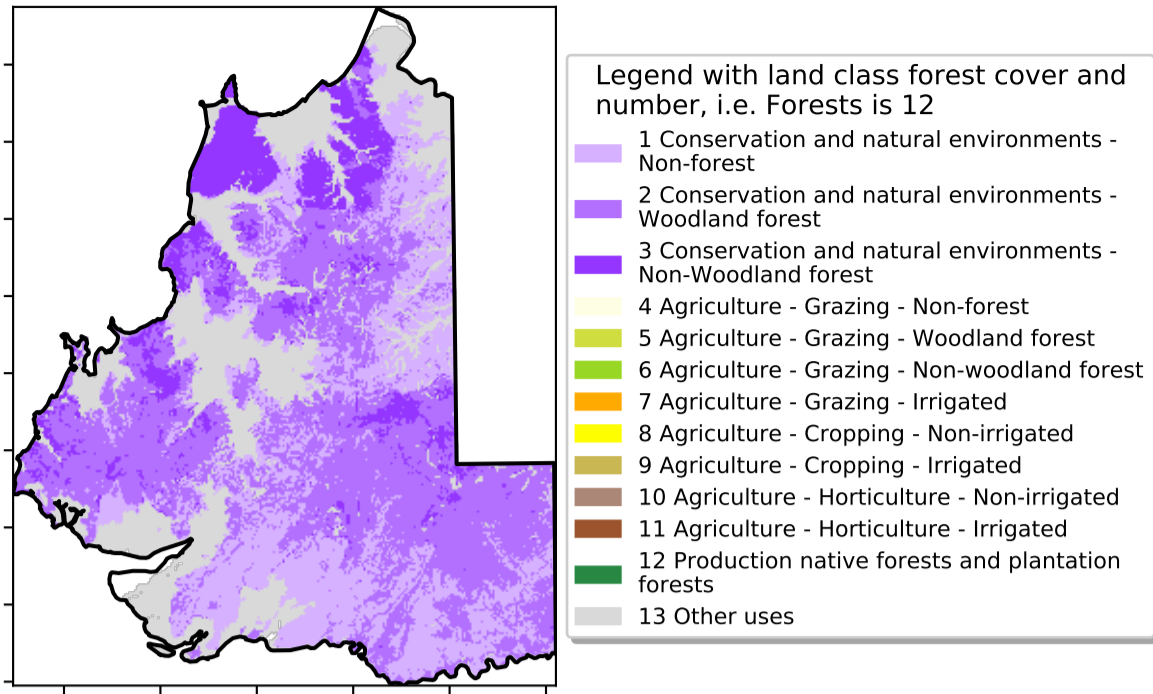 Legend with land class forest cover and
number, i.e. Forests is 12
1 Conservation and natural environments -
Non-forest
2 Conservation and natural environments -
Woodland forest
3 Conservation and natural environments -
Non-Woodland forest
4 Agriculture - Grazing - Non-forest
5 Agriculture - Grazing - Woodland forest
6 Agriculture - Grazing - Non-woodland forest
7 Agriculture - Grazing - Irrigated
8 Agriculture - Cropping - Non-irrigated
9 Agriculture - Cropping - Irrigated
10 Agriculture - Horticulture - Non-irrigated
11 Agriculture - Horticulture - Irrigated
12 Production native forests and plantation
forests
13 Other uses